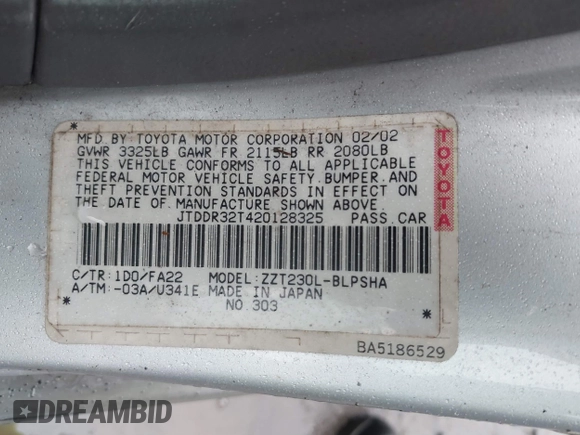 MFD BY TOYOTA MOTOR CORPORATION 02/02
GVWR 3325LB GAWR FR 2115LB RR 2080LB
THIS VEHICLE CONFORMS TO ALL APPLICABLE
FEDERAL MOTOR VEHICLE SAFETY.BUMPER.AND
THEFT PREVENTION STANDARDS IN EFFECT ON
THE DATE OF MANUFACTURE SHOWN ABOVE.
JTDDR32T420128325 PASS.CAR
TOYOTA
C/TR:1D0/FA22 MODEL:ZZT230L-BLPSHA
A/TM:-03A/U341E MADE IN JAPAN
NO.303
BA5186529
DREAMBID